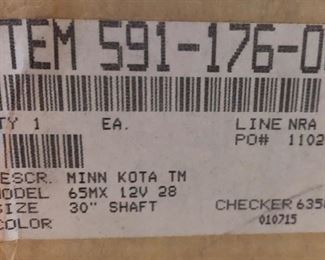 TEM 591-176-0
TY 1 EA. LINE NRA
PO# 1102
ESCR. MINN KOTA TM
MODEL 65MX 12V 28
SIZE 30" SHAFT CHECKER 6350
COLOR 010715